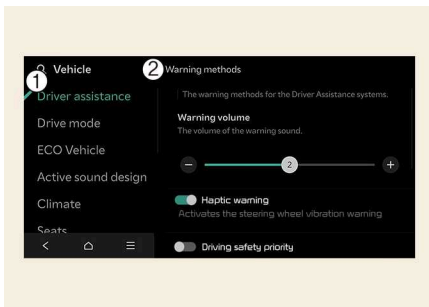 Vehicle
1
2
Warning methods
Driver assistance
Drive mode
ECO Vehicle
Active sound design
Climate
Seats
The warning methods for the Driver Assistance systems.
Warning volume
The volume of the warning sound.
2
Haptic warning
Activates the steering wheel vibration warning
Driving safety priority